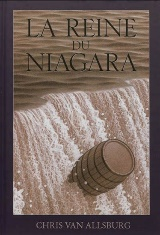 LA REINE
DU
NIAGARA
CHRIS VAN ALLSBURG